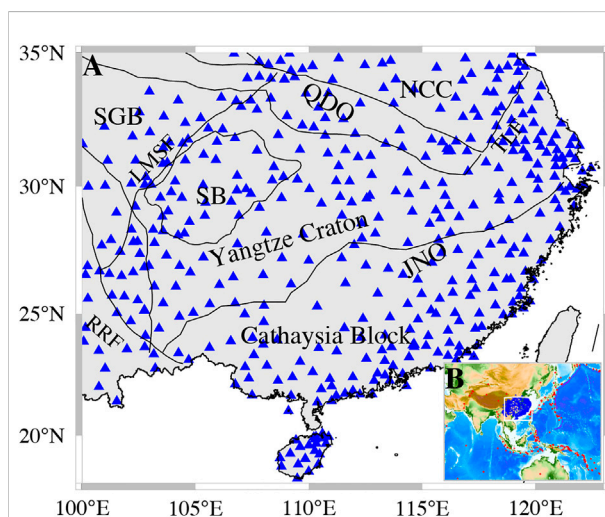 35°N
A
NCC
QDO
SGB
TLF
LMSF
30°N
SB
Yangtze Craton
JNO
25°N
RRF
Cathaysia Block
B
20°N
100°E
105°E
110°E
115°E
120°E